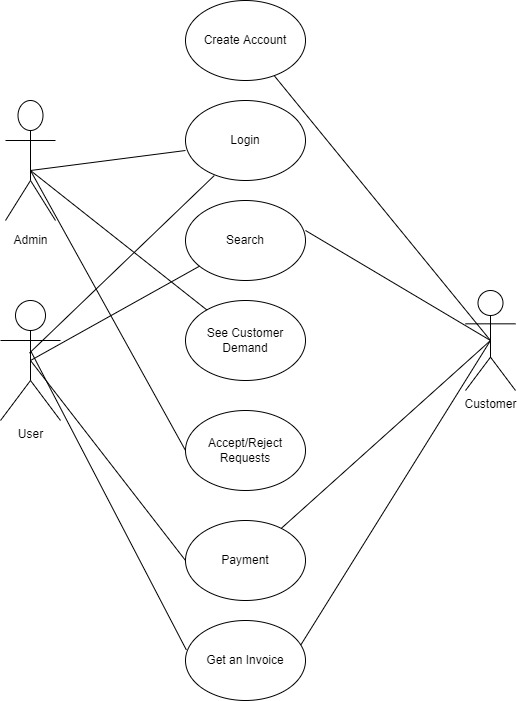 Create Account
Login
Admin
Search
See Customer
Demand
Customer
User
Accept/Reject
Requests
Payment
Get an Invoice